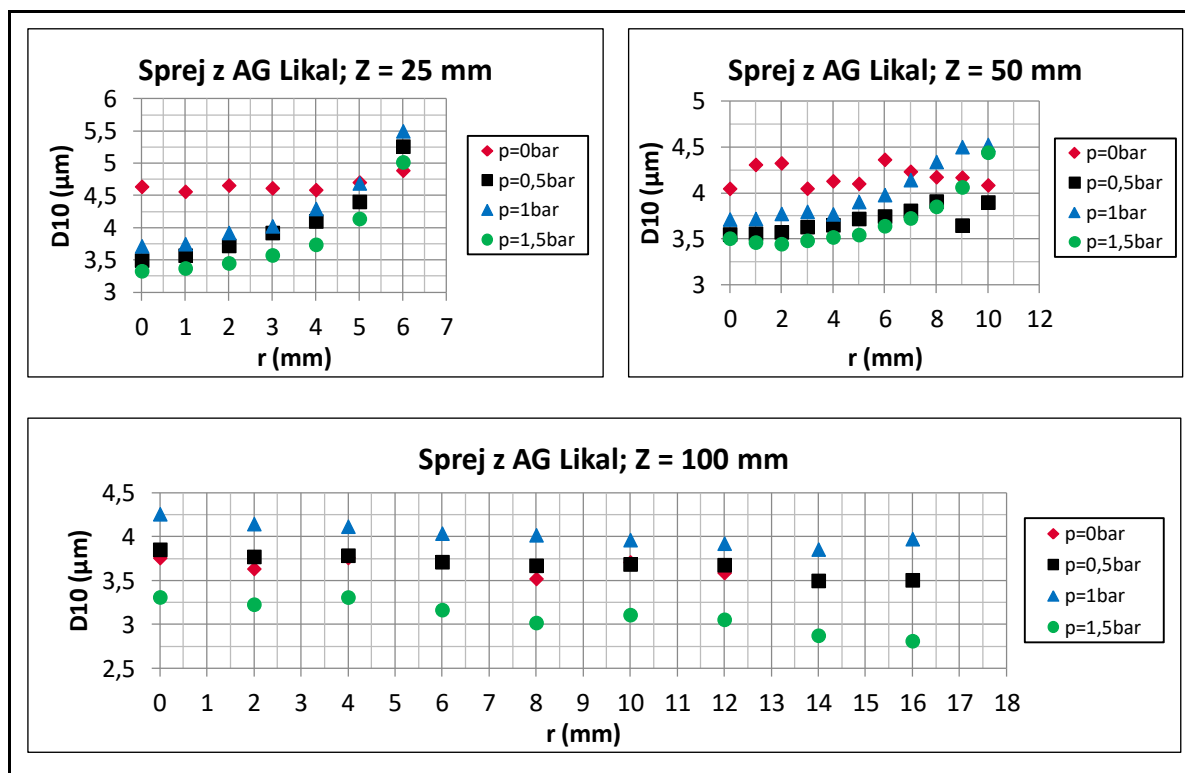 Sprej z AG Likal; Z = 25 mm
6
5,5
5
4,5
4
3,5
3
D10 (µm)
0 1 2 3 4 5 6 7
r (mm)
p=0bar
p=0,5bar
p=1bar
p=1,5bar
Sprej z AG Likal; Z = 50 mm
5
4,5
4
3,5
3
D10 (µm)
0 2 4 6 8 10 12
r (mm)
p=0bar
p=0,5bar
p=1bar
p=1,5bar
Sprej z AG Likal; Z = 100 mm
4,5
4
3,5
3
2,5
D10 (µm)
0 1 2 3 4 5 6 7 8 9 10 11 12 13 14 15 16 17 18
r (mm)
p=0bar
p=0,5bar
p=1bar
p=1,5bar